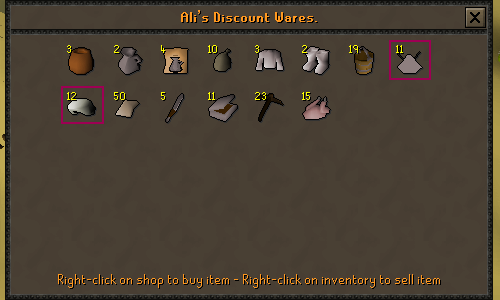 Ali's Discount Wares.
3 2 4 10 3 2 19 11
12 50 5 11 23 15
Right-click on shop to buy item - Right-click on inventory to sell item